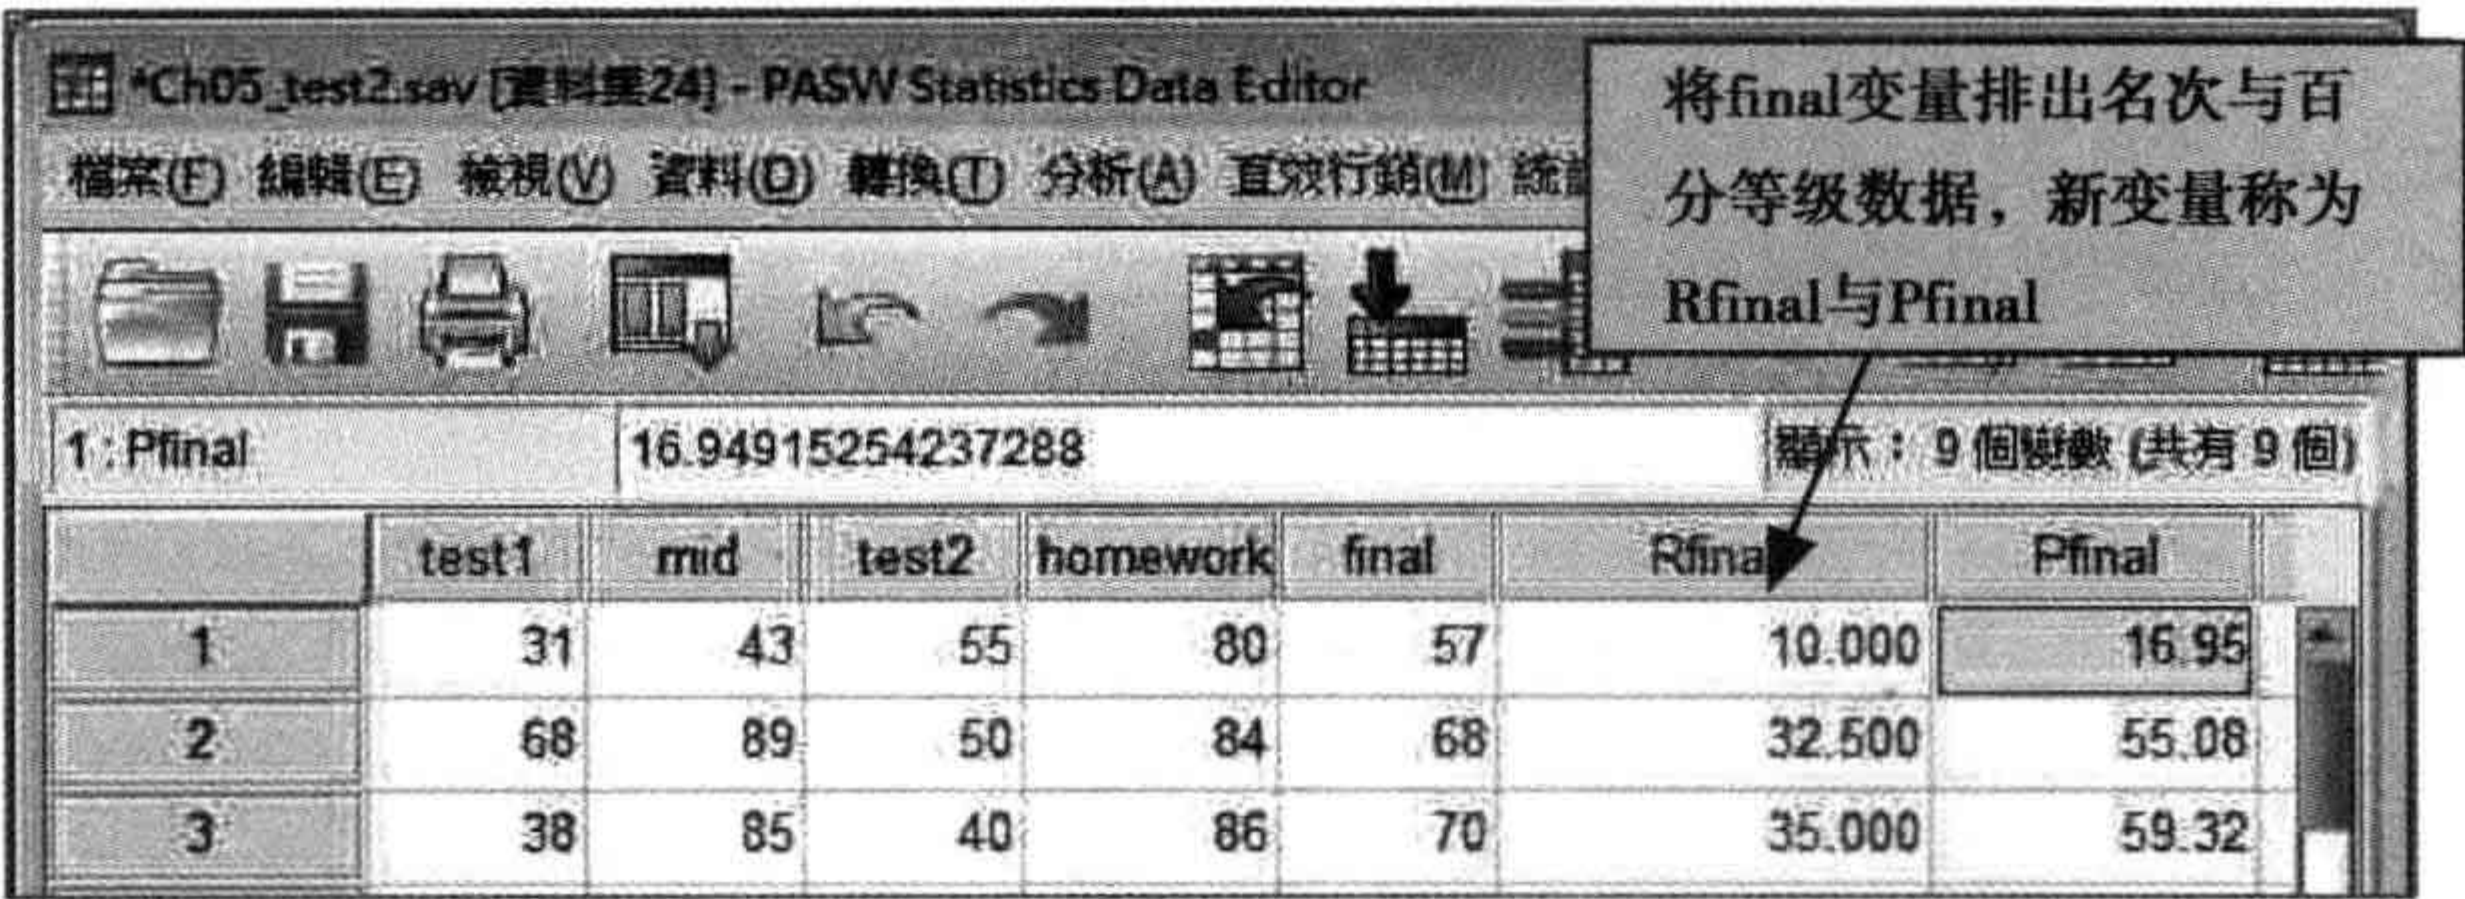 *Ch05_test2.sav [資料集24] - PASW Statistics Data Editor
檔案(F) 編輯(E) 檢視(V) 資料(D) 轉換(T) 分析(A) 直效行銷(M) 統
将final变量排出名次与百
分等级数据，新变量称为
Rfinal与Pfinal
1 : Pfinal 16.949152542372​88 顯示： 9 個變數 (共有 9 個)
test1 mid test2 homework final Rfinal Pfinal
1 31 43 55 80 57 10.000 16.95
2 68 89 50 84 68 32.500 55.08
3 38 85 40 86 70 35.000 59.32